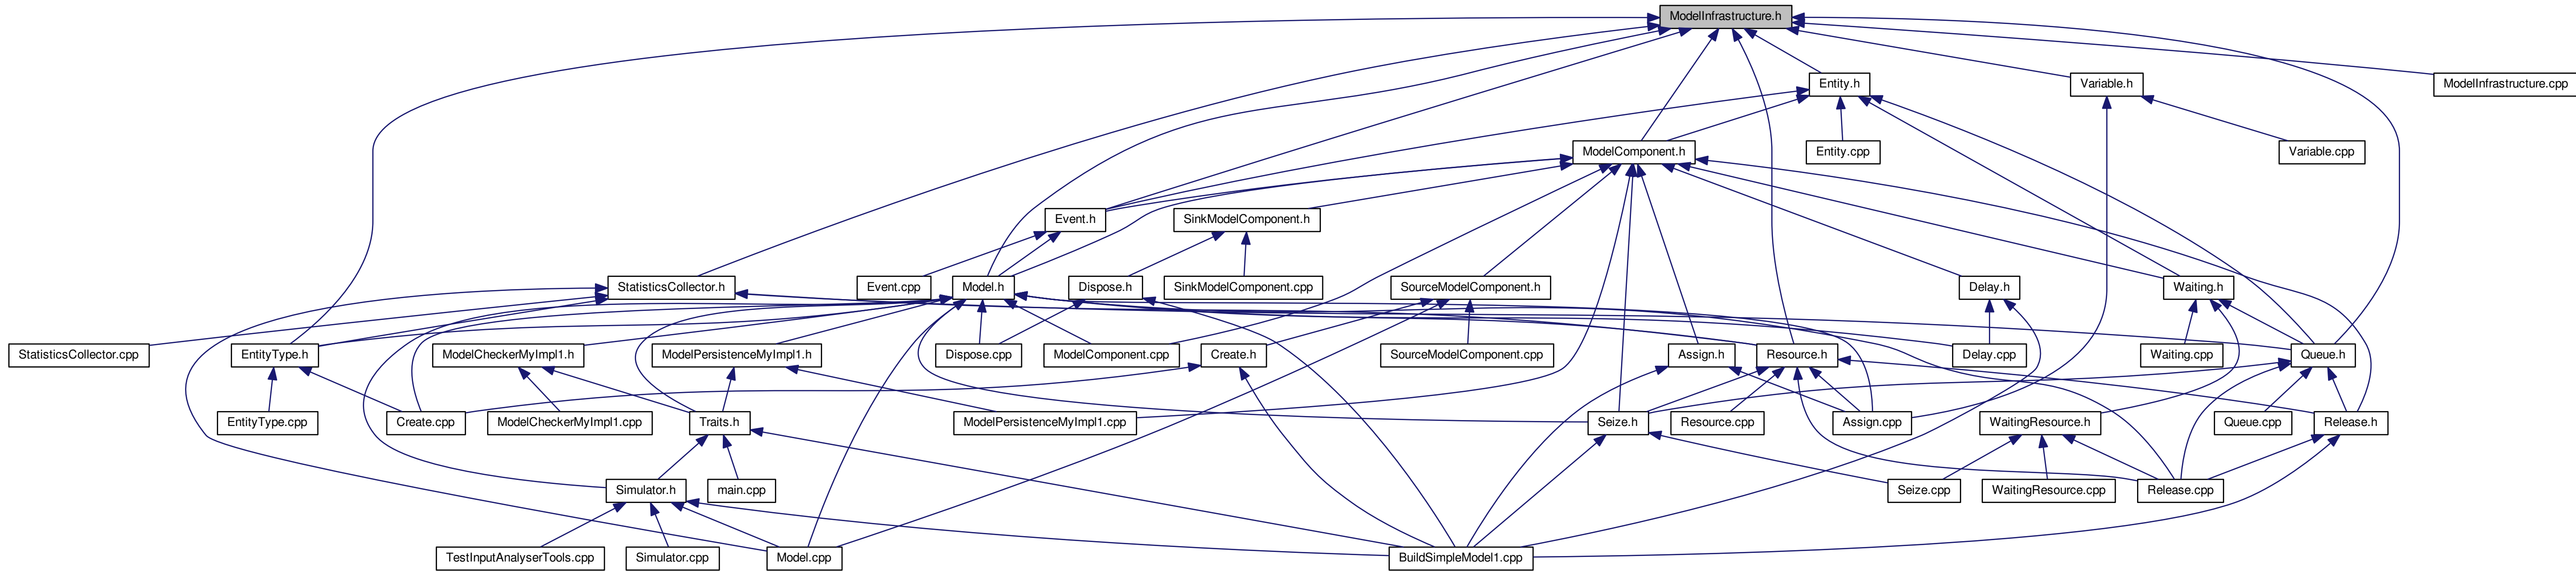 ModelInfrastructure.h
Entity.h
Variable.h
ModelInfrastructure.cpp
ModelComponent.h
Entity.cpp
Variable.cpp
Event.h
SinkModelComponent.h
StatisticsCollector.h
Event.cpp
Model.h
Dispose.h
SinkModelComponent.cpp
SourceModelComponent.h
Delay.h
Waiting.h
StatisticsCollector.cpp
EntityType.h
ModelCheckerMyImpl1.h
ModelPersistenceMyImpl1.h
Dispose.cpp
ModelComponent.cpp
Create.h
SourceModelComponent.cpp
Assign.h
Resource.h
Delay.cpp
Waiting.cpp
Queue.h
EntityType.cpp
Create.cpp
ModelCheckerMyImpl1.cpp
Traits.h
ModelPersistenceMyImpl1.cpp
Seize.h
Resource.cpp
Assign.cpp
WaitingResource.h
Queue.cpp
Release.h
Simulator.h
main.cpp
Seize.cpp
WaitingResource.cpp
Release.cpp
TestInputAnalyserTools.cpp
Simulator.cpp
Model.cpp
BuildSimpleModel1.cpp